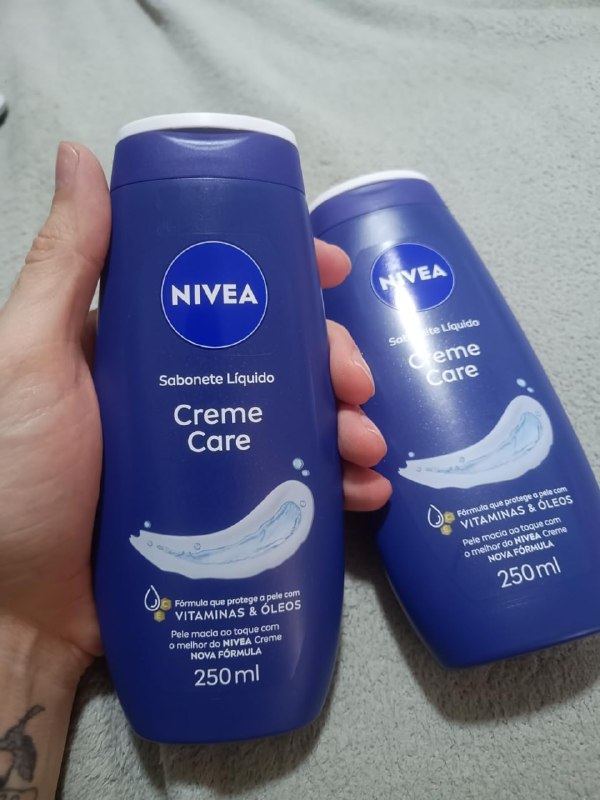 NIVEA
Sabonete Líquido
Creme
Care
Fórmula que protege a pele com
VITAMINAS & ÓLEOS
Pele macia ao toque com
o melhor do NIVEA Creme
NOVA FÓRMULA
250ml
NIVEA
Sabonete Líquido
Creme
Care
Fórmula que protege a pele com
VITAMINAS & ÓLEOS
Pele macia ao toque com
o melhor do NIVEA Creme
NOVA FÓRMULA
250ml